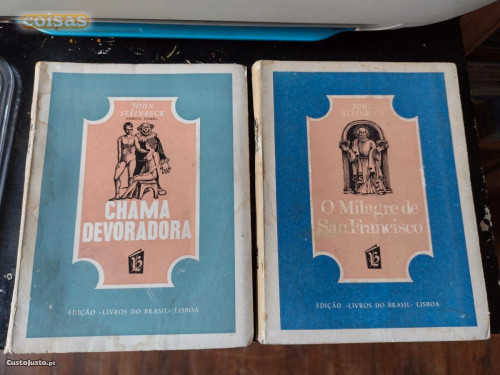 coisas
JOHN
STEINBECK
CHAMA
DEVORADORA
EDIÇÃO «LIVROS DO BRASIL» LISBOA
JOHN
STEINBECK
O Milagre de
San Francisco
EDIÇÃO «LIVROS DO BRASIL» LISBOA
CustoJusto.pt